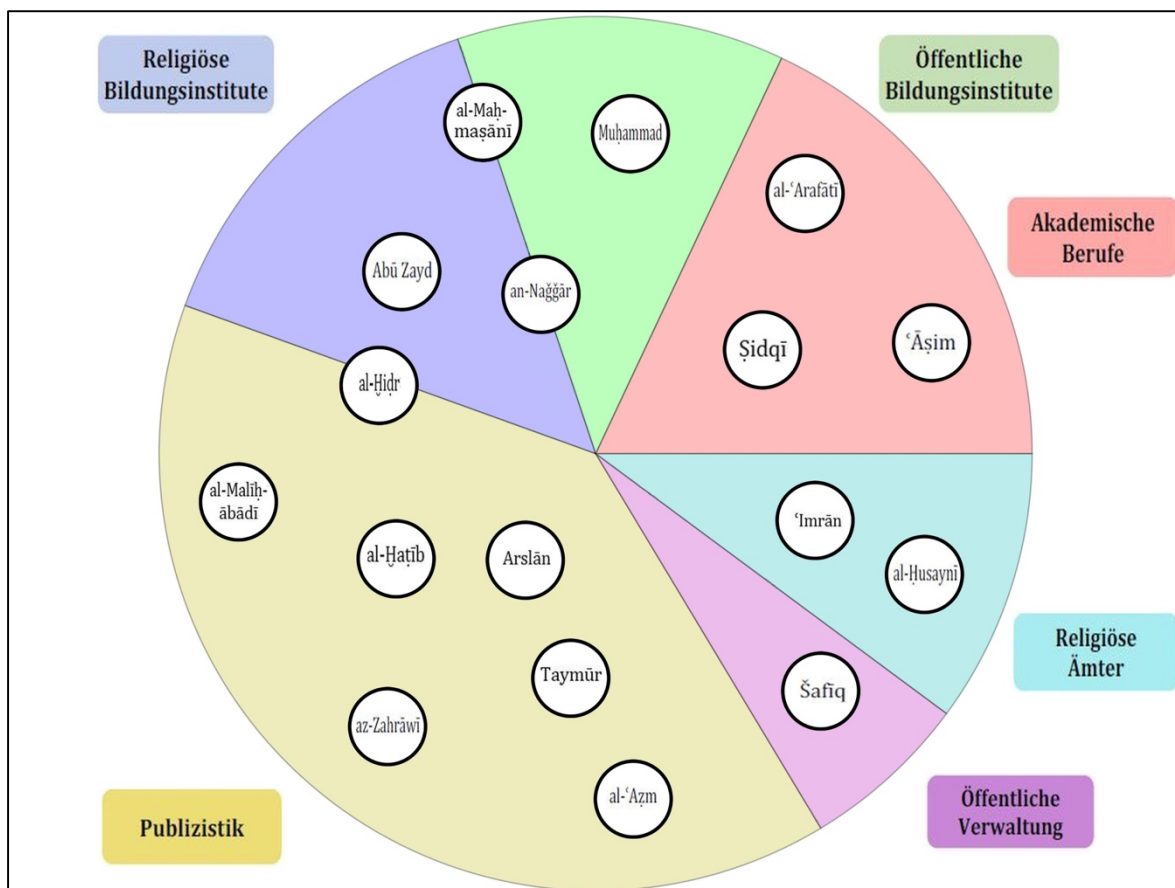 Religiöse
Bildungsinstitute
Öffentliche
Bildungsinstitute
al-Maḥ-
maṣānī
Muḥammad
al-ʿArafātī
Akademische
Berufe
Abū Zayd
an-Naǧǧār
Ṣidqī
ʿĀṣim
al-Ḫiḍr
al-Malīḥ-
ābādī
al-Ḫaṭīb
Arslān
ʿImrān
al-Ḥusaynī
Religiöse
Ämter
Taymūr
Šafīq
az-Zahrāwī
al-ʿAẓm
Publizistik
Öffentliche
Verwaltung